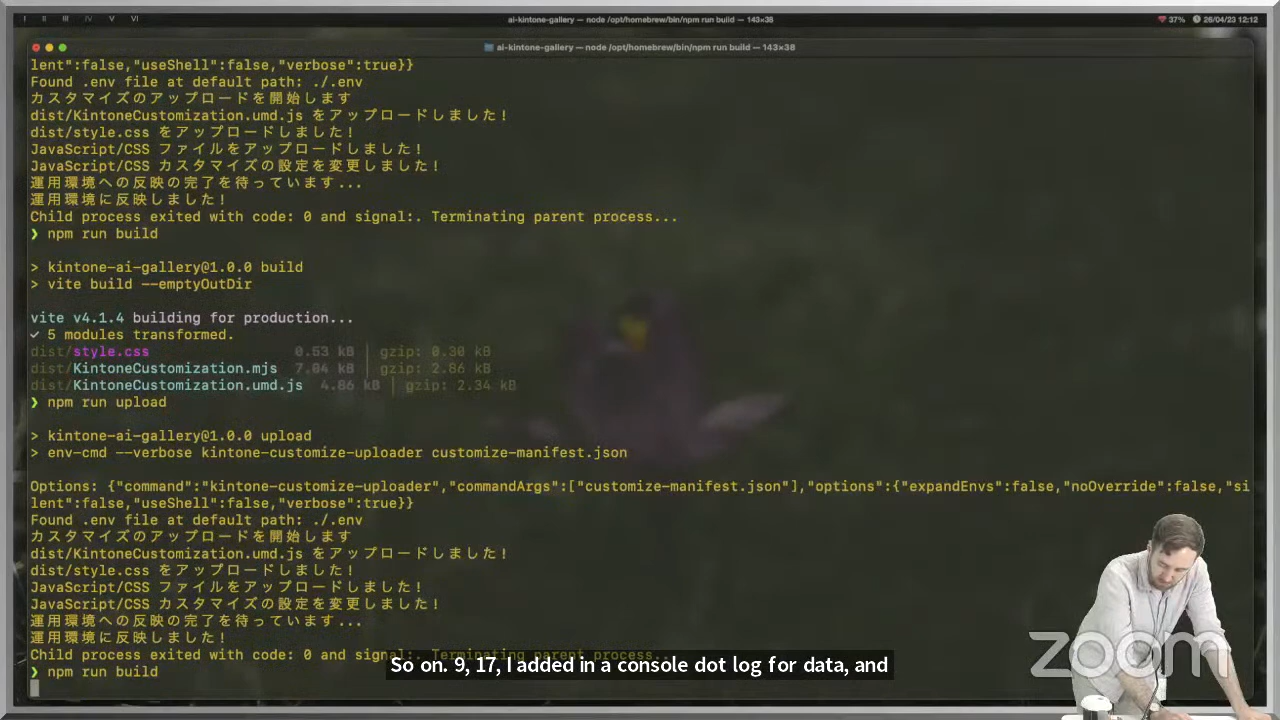 I II III IV V VI
ai-kintone-gallery — node /opt/homebrew/bin/npm run build — 143×38
37% 26/04/23 12:12
ai-kintone-gallery — node /opt/homebrew/bin/npm run build — 143×38
lent":false,"useShell":false,"verbose":true}}
Found .env file at default path: ./.env
カスタマイズのアップロードを開始します
dist/KintoneCustomization.umd.js をアップロードしました!
dist/style.css をアップロードしました!
JavaScript/CSS ファイルをアップロードしました!
JavaScript/CSS カスタマイズの設定を変更しました!
運用環境への反映の完了を待っています...
運用環境に反映しました!
Child process exited with code: 0 and signal:. Terminating parent process...
❯ npm run build
> kintone-ai-gallery@1.0.0 build
> vite build --emptyOutDir
vite v4.1.4 building for production...
✓ 5 modules transformed.
dist/style.css 0.53 kB │ gzip: 0.30 kB
dist/KintoneCustomization.mjs 7.04 kB │ gzip: 2.86 kB
dist/KintoneCustomization.umd.js 4.86 kB │ gzip: 2.34 kB
❯ npm run upload
> kintone-ai-gallery@1.0.0 upload
> env-cmd --verbose kintone-customize-uploader customize-manifest.json
Options: {"command":"kintone-customize-uploader","commandArgs":["customize-manifest.json"],"options":{"expandEnvs":false,"noOverride":false,"si
lent":false,"useShell":false,"verbose":true}}
Found .env file at default path: ./.env
カスタマイズのアップロードを開始します
dist/KintoneCustomization.umd.js をアップロードしました!
dist/style.css をアップロードしました!
JavaScript/CSS ファイルをアップロードしました!
JavaScript/CSS カスタマイズの設定を変更しました!
運用環境への反映の完了を待っています...
運用環境に反映しました!
Child process exited with code: 0 and signal:. Terminating parent process...
So on. 9, 17, I added in a console dot log for data, and
❯ npm run build
zoom